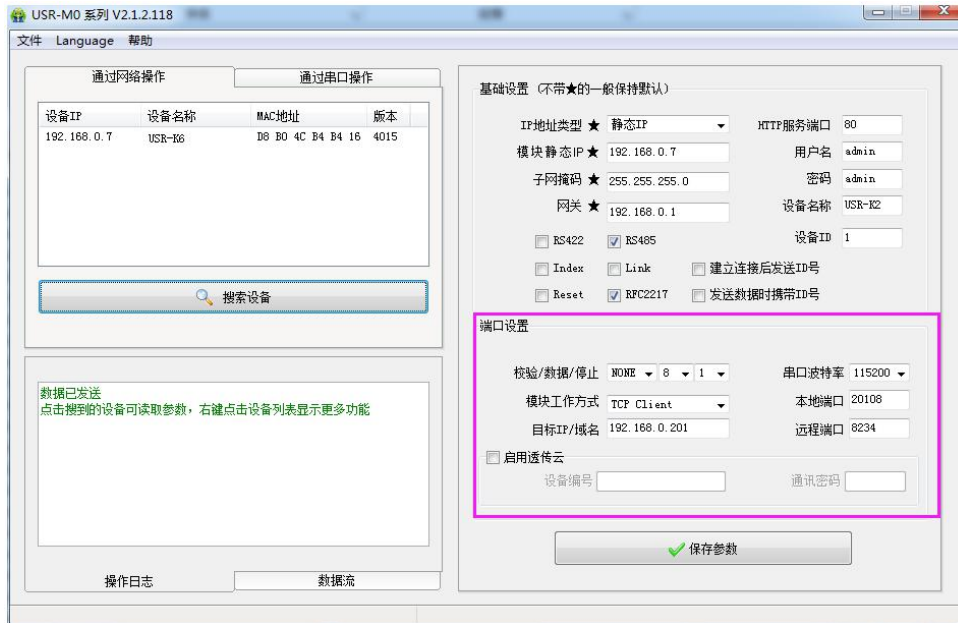 USR-M0 系列 V2.1.2.118
文件 Language 帮助
通过网络操作 通过串口操作
设备IP 设备名称 MAC地址 版本
192.168.0.7 USR-K6 D8 B0 4C B4 B4 16 4015
搜索设备
数据已发送
点击搜到的设备可读取参数，右键点击设备列表显示更多功能
操作日志 数据流
基础设置（不带★的一般保持默认）
IP地址类型 ★ 静态IP HTTP服务端口 80
模块静态IP★ 192.168.0.7 用户名 admin
子网掩码 ★ 255.255.255.0 密码 admin
网关 ★ 192.168.0.1 设备名称 USR-K2
RS422 RS485 设备ID 1
Index Link 建立连接后发送ID号
Reset RFC2217 发送数据时携带ID号
端口设置
校验/数据/停止 NONE 8 1 串口波特率 115200
模块工作方式 TCP Client 本地端口 20108
目标IP/域名 192.168.0.201 远程端口 8234
启用透传云
设备编号 通讯密码
保存参数